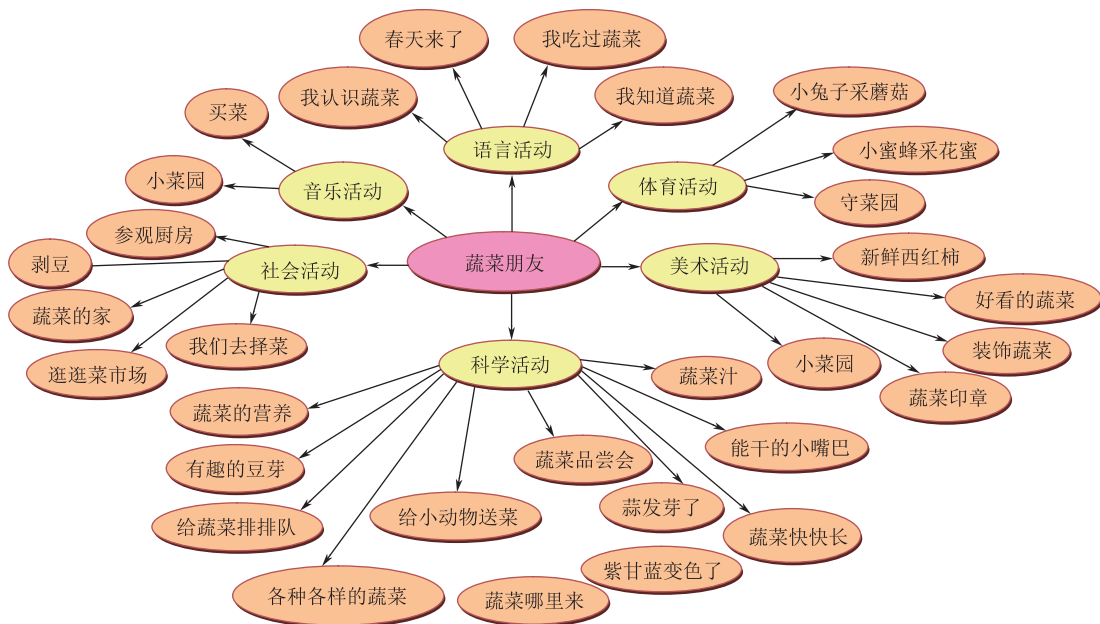 春天来了
我吃过蔬菜
我认识蔬菜
我知道蔬菜
小兔子采蘑菇
买菜
语言活动
小蜜蜂采花蜜
小菜园
音乐活动
体育活动
守菜园
参观厨房
剥豆
社会活动
蔬菜朋友
美术活动
新鲜西红柿
好看的蔬菜
蔬菜的家
我们去择菜
逛逛菜市场
科学活动
蔬菜汁
小菜园
装饰蔬菜
蔬菜印章
蔬菜的营养
能干的小嘴巴
有趣的豆芽
蔬菜品尝会
给蔬菜排排队
给小动物送菜
蒜发芽了
蔬菜快快长
紫甘蓝变色了
各种各样的蔬菜
蔬菜哪里来